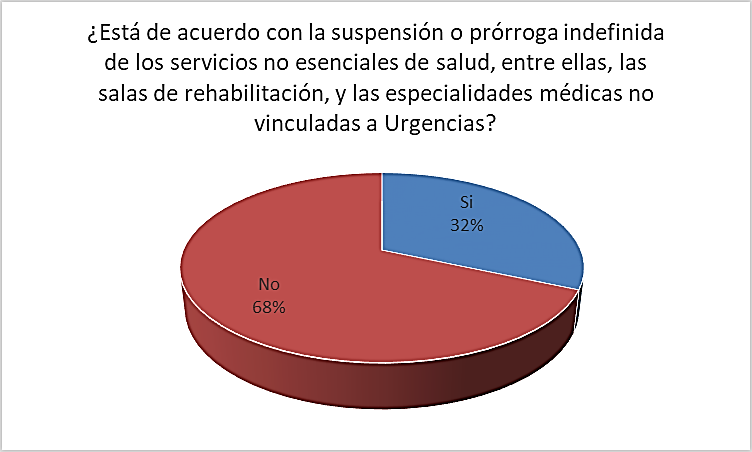 ¿Está de acuerdo con la suspensión o prórroga indefinida
de los servicios no esenciales de salud, entre ellas, las
salas de rehabilitación, y las especialidades médicas no
vinculadas a Urgencias?
Si
32%
No
68%